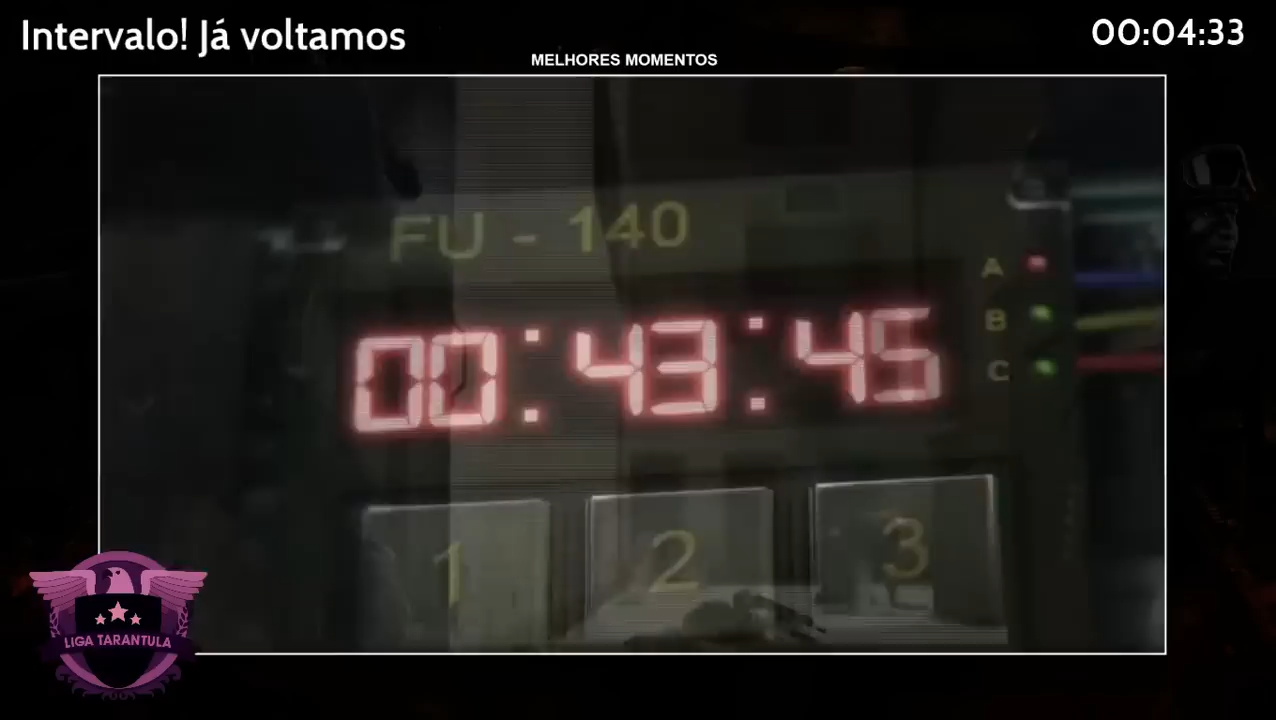 Intervalo! Já voltamos
00:04:33
MELHORES MOMENTOS
FU - 140
A
00:43:45
B
C
1
2
3
LIGA TARANTULA